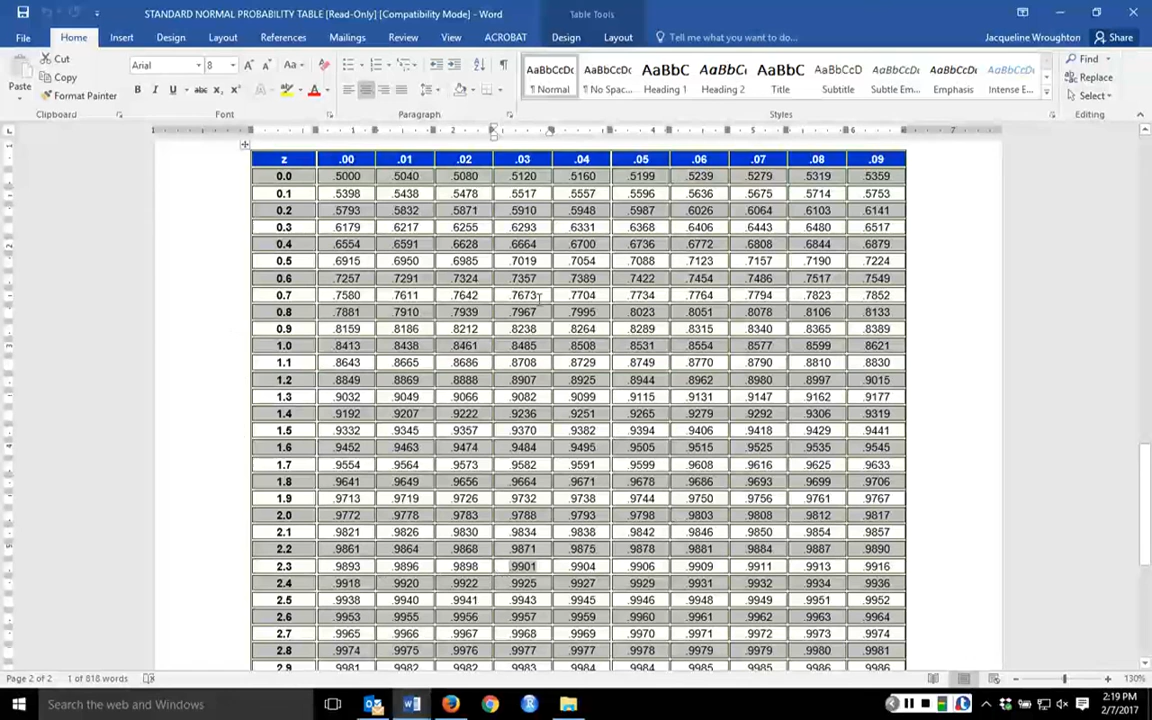 STANDARD NORMAL PROBABILITY TABLE [Read-Only] [Compatibility Mode] - Word
Table Tools
File Home Insert Design Layout References Mailings Review View ACROBAT Design Layout Tell me what you want to do... Jacqueline Wroughton Share
Paste
Cut
Copy
Format Painter
Clipboard
Arial 8
Font
Paragraph
AaBbCcDc ¶ Normal
AaBbCcDc ¶ No Spac...
AaBbC Heading 1
AaBbCc Heading 2
AaBbC Title
AaBbCcD Subtitle
AaBbCcD Subtle Em...
AaBbCcD Emphasis
AaBbCcD Intense E...
Styles
Find
Replace
Select
Editing
z .00 .01 .02 .03 .04 .05 .06 .07 .08 .09
0.0 .5000 .5040 .5080 .5120 .5160 .5199 .5239 .5279 .5319 .5359
0.1 .5398 .5438 .5478 .5517 .5557 .5596 .5636 .5675 .5714 .5753
0.2 .5793 .5832 .5871 .5910 .5948 .5987 .6026 .6064 .6103 .6141
0.3 .6179 .6217 .6255 .6293 .6331 .6368 .6406 .6443 .6480 .6517
0.4 .6554 .6591 .6628 .6664 .6700 .6736 .6772 .6808 .6844 .6879
0.5 .6915 .6950 .6985 .7019 .7054 .7088 .7123 .7157 .7190 .7224
0.6 .7257 .7291 .7324 .7357 .7389 .7422 .7454 .7486 .7517 .7549
0.7 .7580 .7611 .7642 .7673 .7704 .7734 .7764 .7794 .7823 .7852
0.8 .7881 .7910 .7939 .7967 .7995 .8023 .8051 .8078 .8106 .8133
0.9 .8159 .8186 .8212 .8238 .8264 .8289 .8315 .8340 .8365 .8389
1.0 .8413 .8438 .8461 .8485 .8508 .8531 .8554 .8577 .8599 .8621
1.1 .8643 .8665 .8686 .8708 .8729 .8749 .8770 .8790 .8810 .8830
1.2 .8849 .8869 .8888 .8907 .8925 .8944 .8962 .8980 .8997 .9015
1.3 .9032 .9049 .9066 .9082 .9099 .9115 .9131 .9147 .9162 .9177
1.4 .9192 .9207 .9222 .9236 .9251 .9265 .9279 .9292 .9306 .9319
1.5 .9332 .9345 .9357 .9370 .9382 .9394 .9406 .9418 .9429 .9441
1.6 .9452 .9463 .9474 .9484 .9495 .9505 .9515 .9525 .9535 .9545
1.7 .9554 .9564 .9573 .9582 .9591 .9599 .9608 .9616 .9625 .9633
1.8 .9641 .9649 .9656 .9664 .9671 .9678 .9686 .9693 .9699 .9706
1.9 .9713 .9719 .9726 .9732 .9738 .9744 .9750 .9756 .9761 .9767
2.0 .9772 .9778 .9783 .9788 .9793 .9798 .9803 .9808 .9812 .9817
2.1 .9821 .9826 .9830 .9834 .9838 .9842 .9846 .9850 .9854 .9857
2.2 .9861 .9864 .9868 .9871 .9875 .9878 .9881 .9884 .9887 .9890
2.3 .9893 .9896 .9898 .9901 .9904 .9906 .9909 .9911 .9913 .9916
2.4 .9918 .9920 .9922 .9925 .9927 .9929 .9931 .9932 .9934 .9936
2.5 .9938 .9940 .9941 .9943 .9945 .9946 .9948 .9949 .9951 .9952
2.6 .9953 .9955 .9956 .9957 .9959 .9960 .9961 .9962 .9963 .9964
2.7 .9965 .9966 .9967 .9968 .9969 .9970 .9971 .9972 .9973 .9974
2.8 .9974 .9975 .9976 .9977 .9977 .9978 .9979 .9979 .9980 .9981
2.9 .9981 .9982 .9982 .9983 .9984 .9984 .9985 .9985 .9986 .9986
Page 2 of 2 1 of 818 words 130%
Search the web and Windows
2:19 PM
2/7/2017